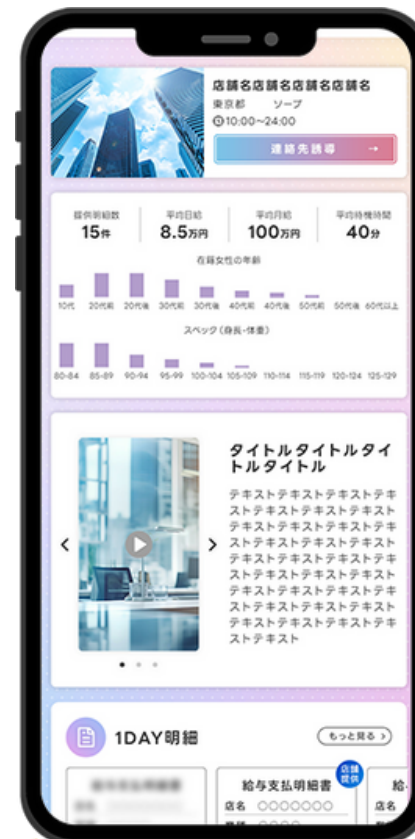 店舗名店舗名店舗名店舗名
東京都 ソープ
10:00~24:00
連絡先誘導 →
提供明細数 平均日給 平均月給 平均待機時間
15件 8.5万円 100万円 40分
在籍女性の年齢
10代 20代前 20代後 30代前 30代後 40代前 40代後 50代前 50代後 60代以上
スペック(身長-体重)
80-84 85-89 90-94 95-99 100-104 105-109 110-114 115-119 120-124 125-129
タイトルタイトルタイ
トルタイトル
テキストテキストテキストテキ
ストテキストテキストテキスト
テキストテキストテキストテキ
ストテキストテキストテキスト
テキストテキストテキストテキ
ストテキストテキストテキスト
テキストテキストテキストテキ
ストテキストテキストテキスト
テキストテキストテキストテキ
ストテキスト
1DAY明細
もっと見る >
店舗
提供
給与支払明細書
店名 〇〇〇〇〇〇〇
給
店名